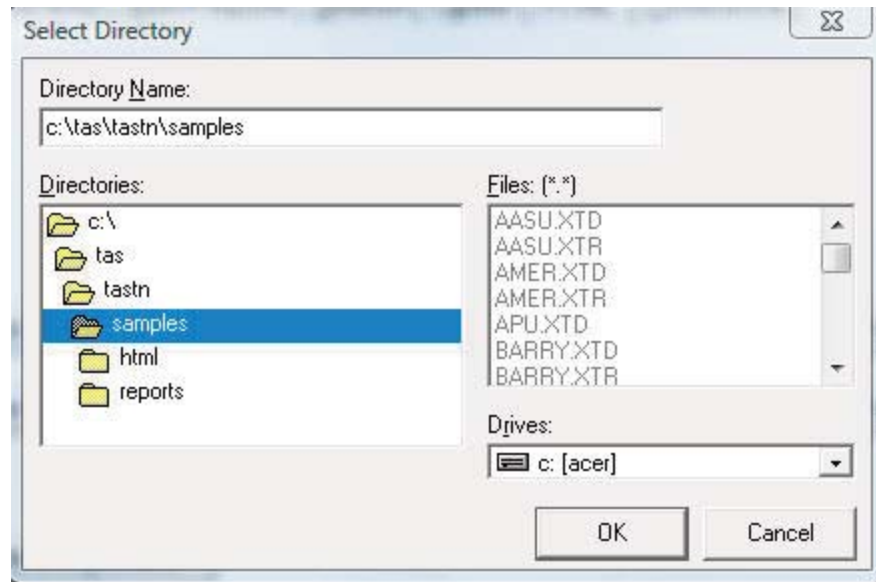 Select Directory
Directory Name:
c:\tas\tastn\samples
Directories:
c:\
tas
tastn
samples
html
reports
Files: (*.*)
AASU.XTD
AASU.XTR
AMER.XTD
AMER.XTR
APU.XTD
BARRY.XTD
BARRY.XTR
Drives:
c: [acer]
OK
Cancel